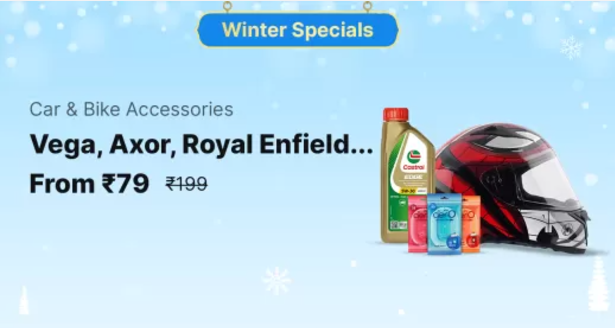 Winter Specials
Car & Bike Accessories
Vega, Axor, Royal Enfield...
From ₹79 ₹199
Castrol